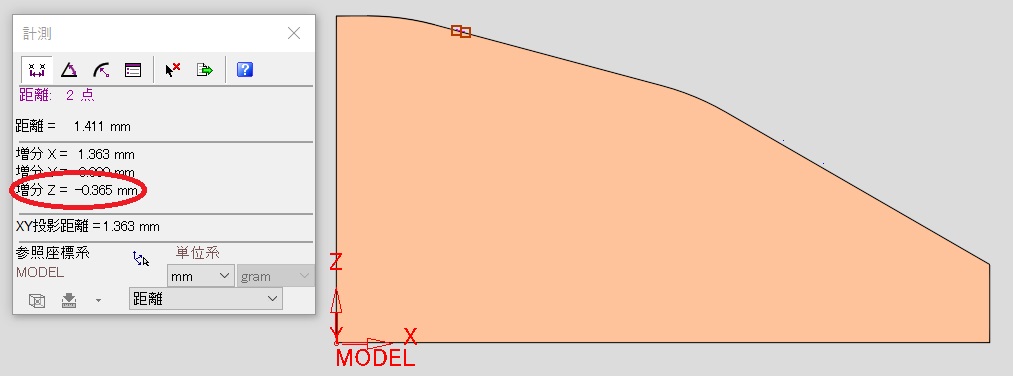 計測
距離: 2 点
距離 = 1.411 mm
増分 X = 1.363 mm
増分 Y = 0.000 mm
増分 Z = -0.365 mm
XY投影距離 =1.363 mm
参照座標系 単位系
MODEL mm gram
距離
Z
Y X
MODEL